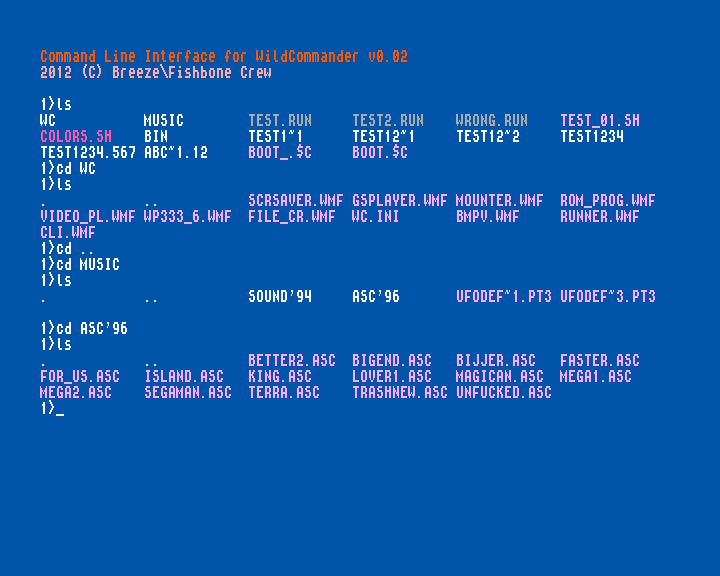 Command Line Interface for WildCommander v0.02
2012 (C) Breeze\Fishbone Crew
1}ls
WC MUSIC TEST.RUN TEST2.RUN WRONG.RUN TEST_01.SH
COLORS.SH BIN TEST1~1 TEST12~1 TEST12~2 TEST1234
TEST1234.567 ABC~1.12 BOOT_.$C BOOT.$C
1}cd WC
1}ls
. .. SCRSAVER.WMF GSPLAYER.WMF MOUNTER.WMF ROM_PROG.WMF
VIDEO_PL.WMF WP333_6.WMF FILE_CR.WMF WC.INI BMPV.WMF RUNNER.WMF
CLI.WMF
1}cd ..
1}cd MUSIC
1}ls
. .. SOUND'94 ASC'96 UFODEF~1.PT3 UFODEF~3.PT3
1}cd ASC'96
1}ls
. .. BETTER2.ASC BIGEND.ASC BIJJER.ASC FASTER.ASC
FOR_US.ASC ISLAND.ASC KING.ASC LOVER1.ASC MAGICAN.ASC MEGA1.ASC
MEGA2.ASC SEGAMAN.ASC TERRA.ASC TRASHNEW.ASC UNFUCKED.ASC
1}_